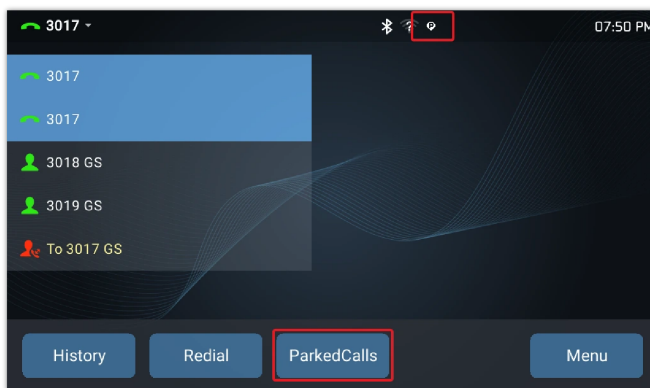 3017
07:50 PM
3017
3017
3018 GS
3019 GS
To 3017 GS
History
Redial
ParkedCalls
Menu